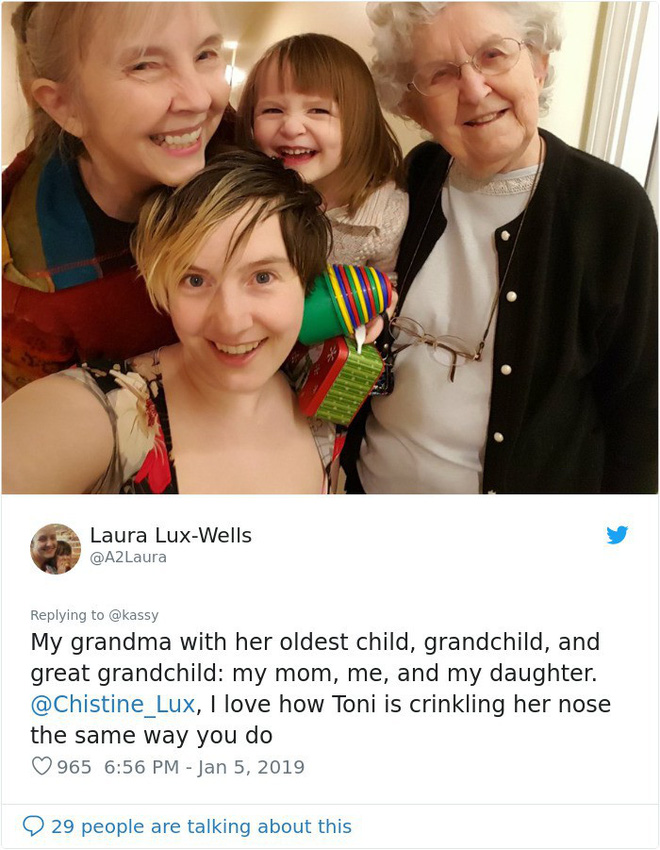 Laura Lux-Wells
@A2Laura
Replying to @kassy
My grandma with her oldest child, grandchild, and
great grandchild: my mom, me, and my daughter.
@Chistine_Lux, I love how Toni is crinkling her nose
the same way you do
965 6:56 PM - Jan 5, 2019
29 people are talking about this